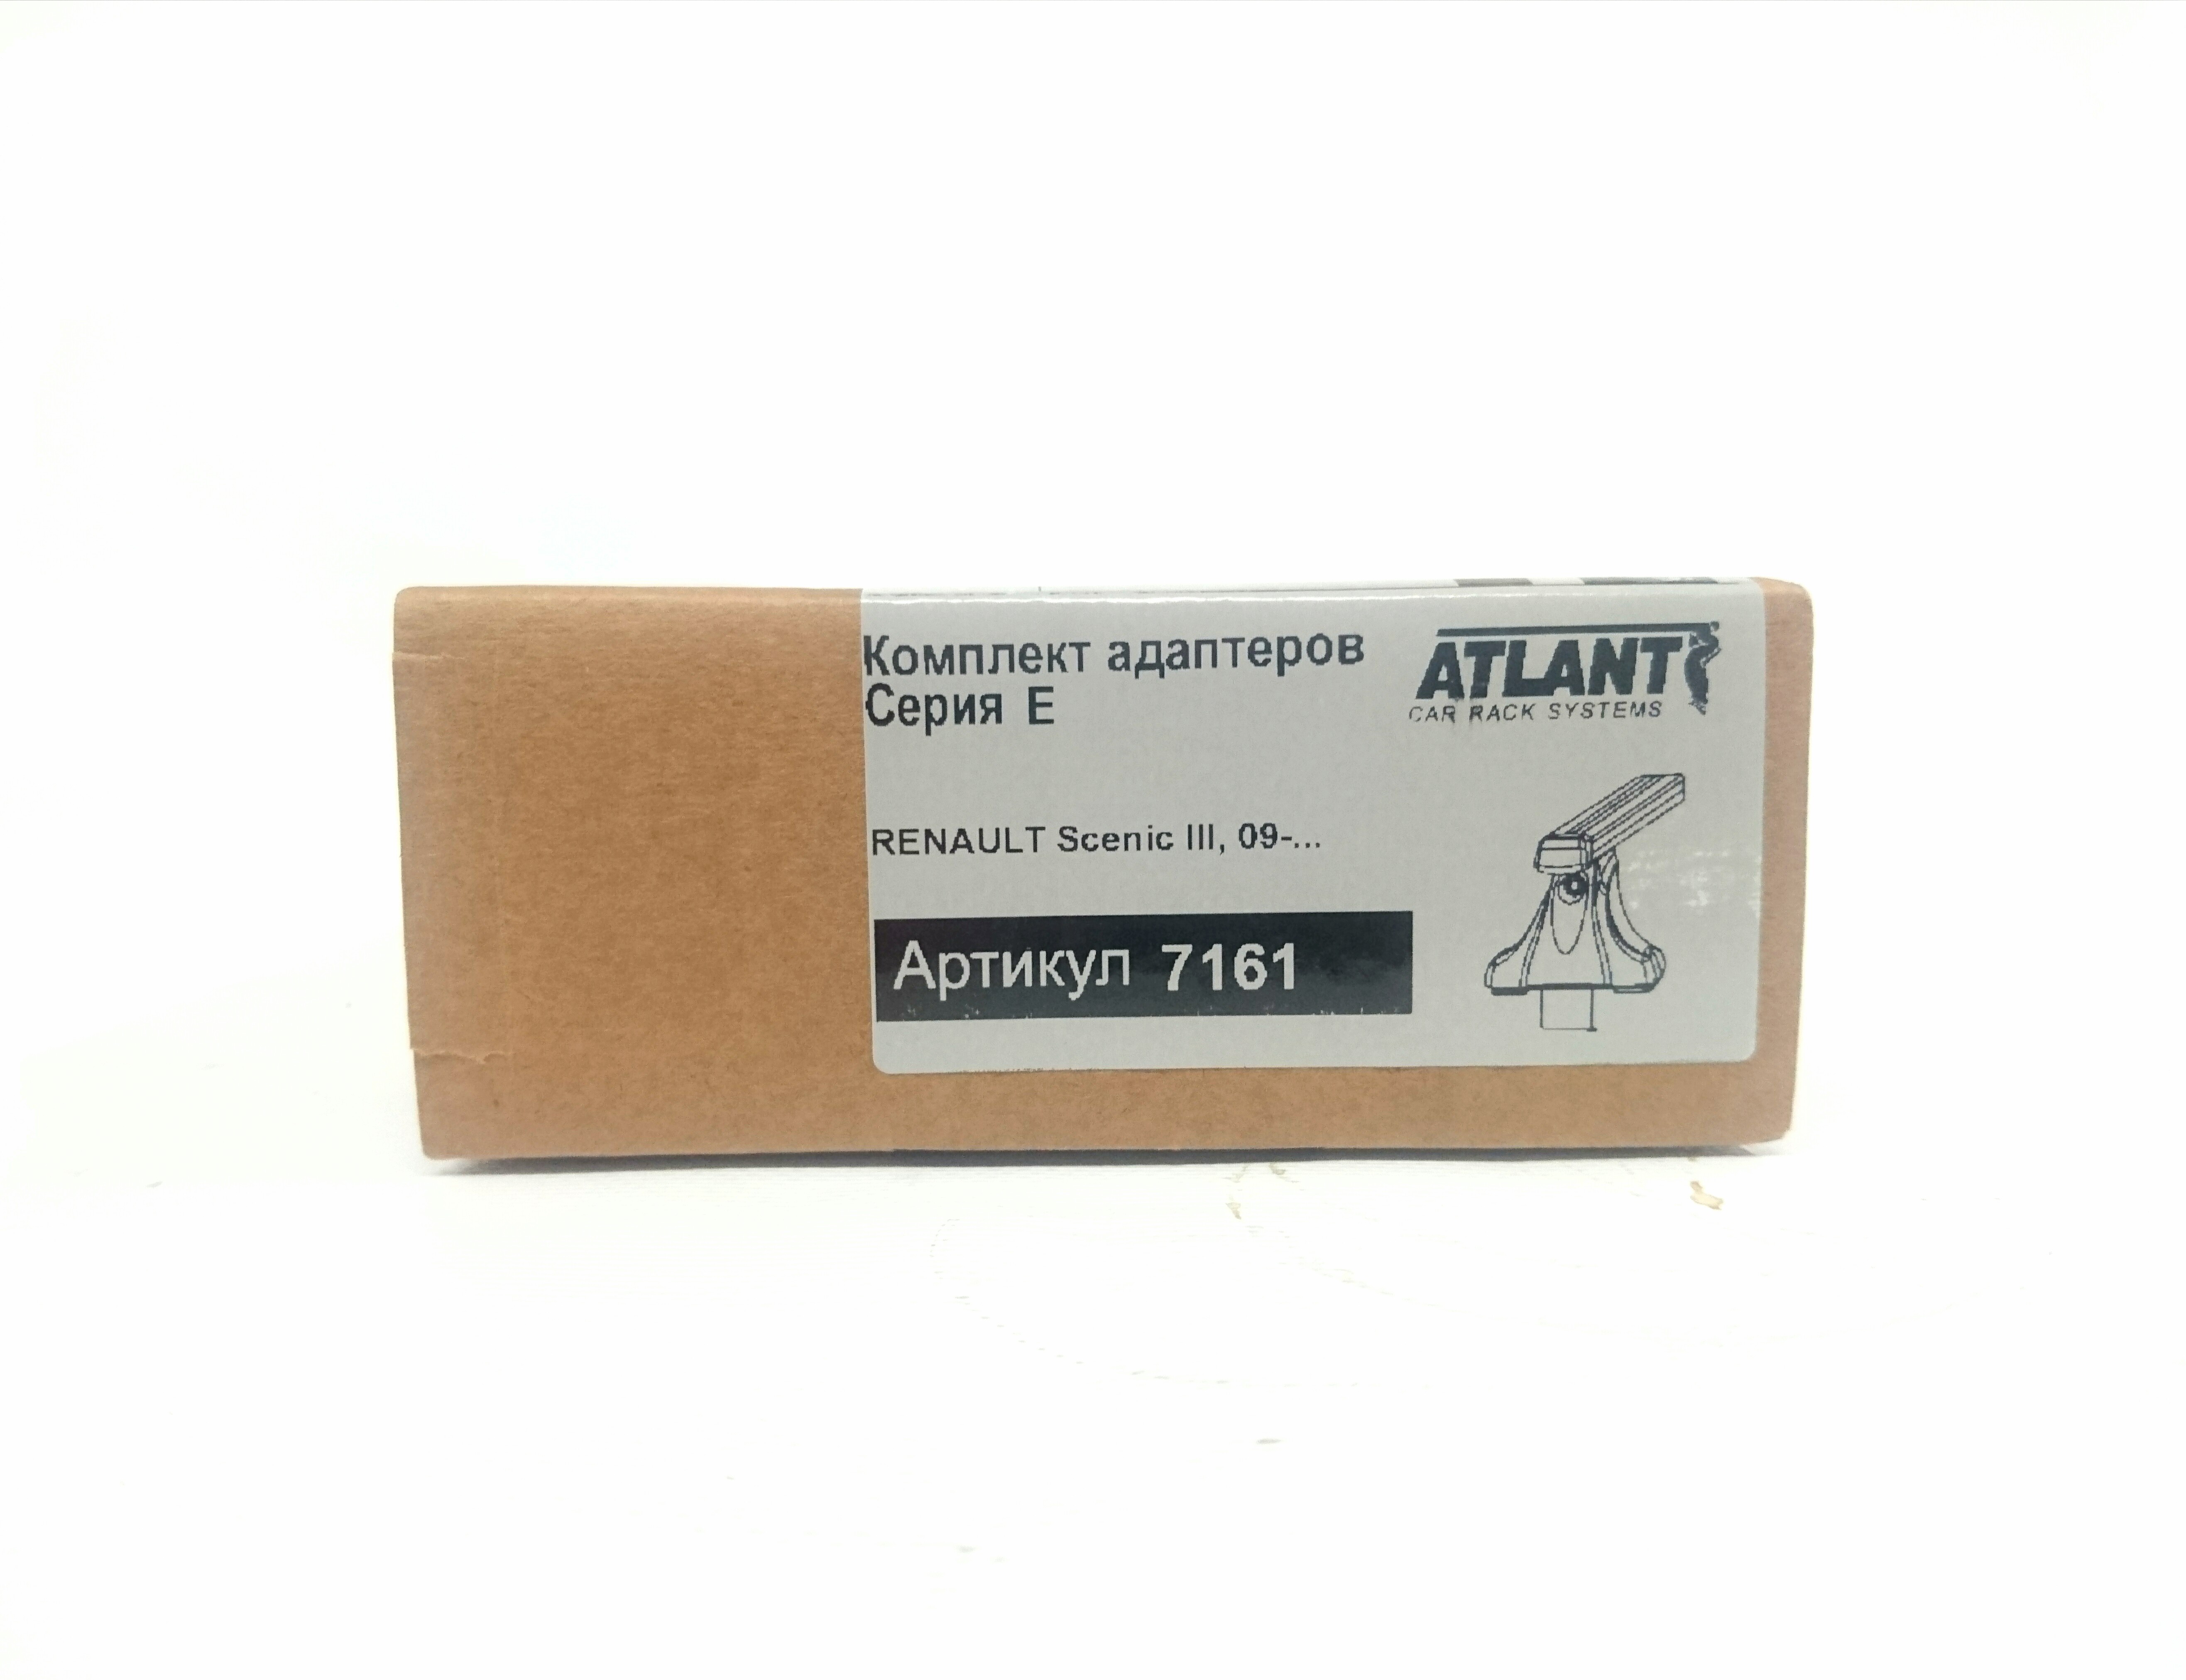 Комплект адаптеров
Серия E
ATLANT
CAR RACK SYSTEMS
RENAULT Scenic III, 09-...
Артикул 7161